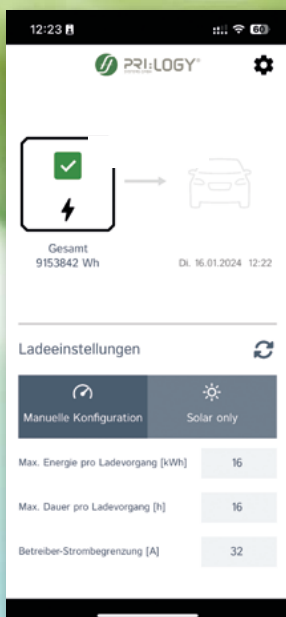 12:23
60
PRI:LOGY®
Gesamt
9153842 Wh
Di. 16.01.2024 12:22
Ladeeinstellungen
Manuelle Konfiguration
Solar only
Max. Energie pro Ladevorgang [kWh] 16
Max. Dauer pro Ladevorgang [h] 16
Betreiber-Strombegrenzung [A] 32